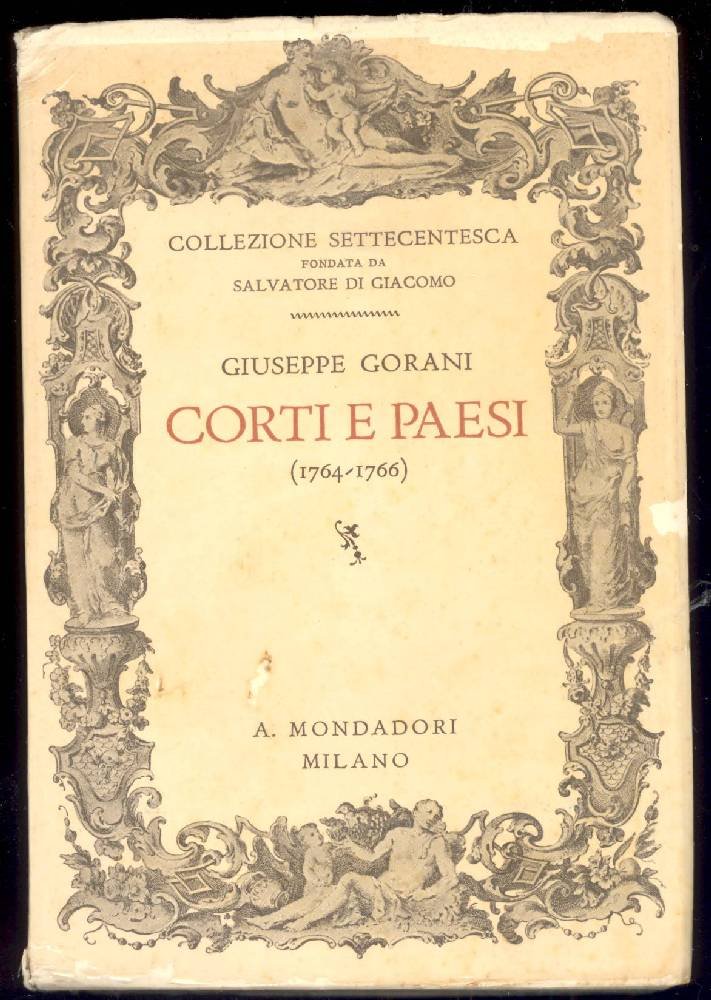 COLLEZIONE SETTECENTESCA
FONDATA DA
SALVATORE DI GIACOMO
GIUSEPPE GORANI
CORTI E PAESI
(1764-1766)
A. MONDADORI
MILANO